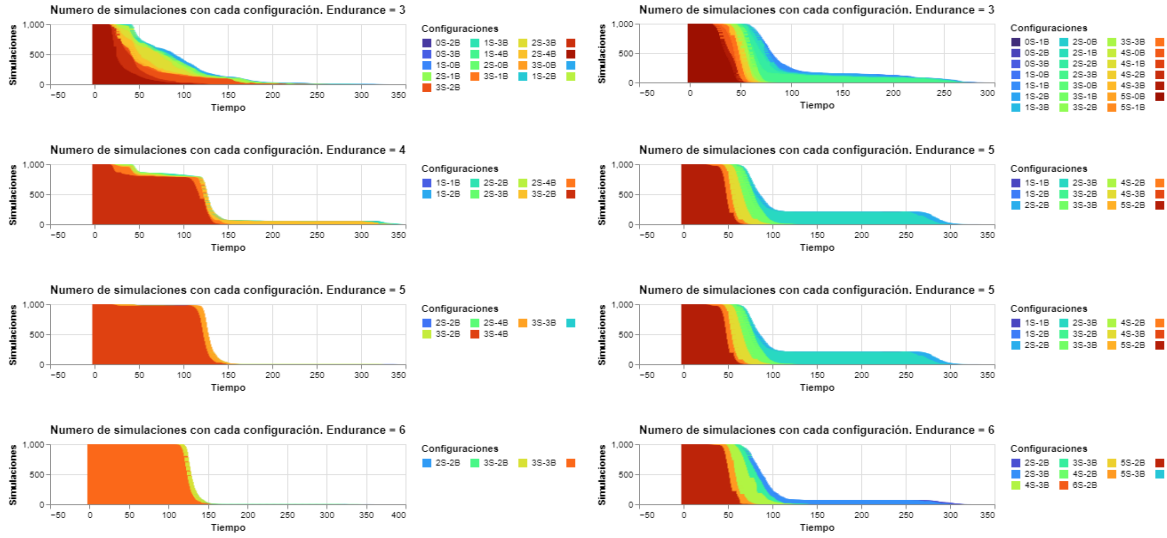 Numero de simulaciones con cada configuración. Endurance = 3
Simulaciones
1,000
500
0
−50 0 50 100 150 200 250 300 350
Tiempo
Configuraciones
0S-2B 1S-3B 2S-3B
0S-3B 1S-4B 2S-4B
1S-0B 2S-0B 3S-0B
2S-1B 3S-1B 1S-2B
3S-2B
Numero de simulaciones con cada configuración. Endurance = 3
Simulaciones
1,000
500
0
−50 0 50 100 150 200 250 300
Tiempo
Configuraciones
0S-1B 2S-0B 3S-3B
0S-2B 2S-1B 4S-0B
0S-3B 2S-2B 4S-1B
1S-0B 2S-3B 4S-2B
1S-1B 3S-0B 4S-3B
1S-2B 3S-1B 5S-0B
1S-3B 3S-2B 5S-1B
Numero de simulaciones con cada configuración. Endurance = 4
Simulaciones
1,000
500
0
−50 0 50 100 150 200 250 300 350
Tiempo
Configuraciones
1S-1B 2S-2B 2S-4B
1S-2B 2S-3B 3S-2B
Numero de simulaciones con cada configuración. Endurance = 5
Simulaciones
1,000
500
0
−50 0 50 100 150 200 250 300 350
Tiempo
Configuraciones
1S-1B 2S-3B 4S-2B
1S-2B 3S-2B 4S-3B
2S-2B 3S-3B 5S-2B
Numero de simulaciones con cada configuración. Endurance = 5
Simulaciones
1,000
500
0
−50 0 50 100 150 200 250 300 350
Tiempo
Configuraciones
2S-2B 2S-4B 3S-3B
3S-2B 3S-4B
Numero de simulaciones con cada configuración. Endurance = 5
Simulaciones
1,000
500
0
−50 0 50 100 150 200 250 300 350
Tiempo
Configuraciones
1S-1B 2S-3B 4S-2B
1S-2B 3S-2B 4S-3B
2S-2B 3S-3B 5S-2B
Numero de simulaciones con cada configuración. Endurance = 6
Simulaciones
1,000
500
0
−50 0 50 100 150 200 250 300 350 400
Tiempo
Configuraciones
2S-2B 3S-2B 3S-3B
Numero de simulaciones con cada configuración. Endurance = 6
Simulaciones
1,000
500
0
−50 0 50 100 150 200 250 300 350
Tiempo
Configuraciones
2S-2B 3S-3B 5S-2B
2S-3B 4S-2B 5S-3B
4S-3B 6S-2B